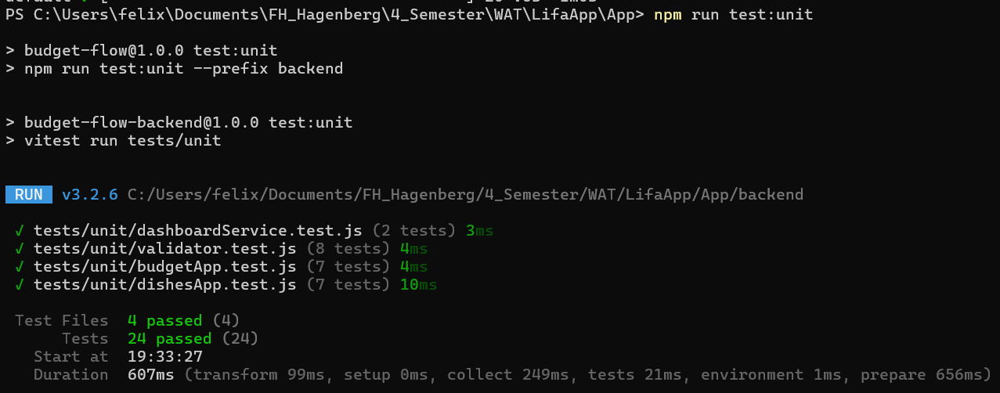 PS C:\Users\felix\Documents\FH_Hagenberg\4_Semester\WAT\LifaApp\App> npm run test:unit
> budget-flow@1.0.0 test:unit
> npm run test:unit --prefix backend
> budget-flow-backend@1.0.0 test:unit
> vitest run tests/unit
RUN v3.2.6 C:/Users/felix/Documents/FH_Hagenberg/4_Semester/WAT/LifaApp/App/backend
✓ tests/unit/dashboardService.test.js (2 tests) 3ms
✓ tests/unit/validator.test.js (8 tests) 4ms
✓ tests/unit/budgetApp.test.js (7 tests) 4ms
✓ tests/unit/dishesApp.test.js (7 tests) 10ms
Test Files 4 passed (4)
Tests 24 passed (24)
Start at 19:33:27
Duration 607ms (transform 99ms, setup 0ms, collect 249ms, tests 21ms, environment 1ms, prepare 656ms)